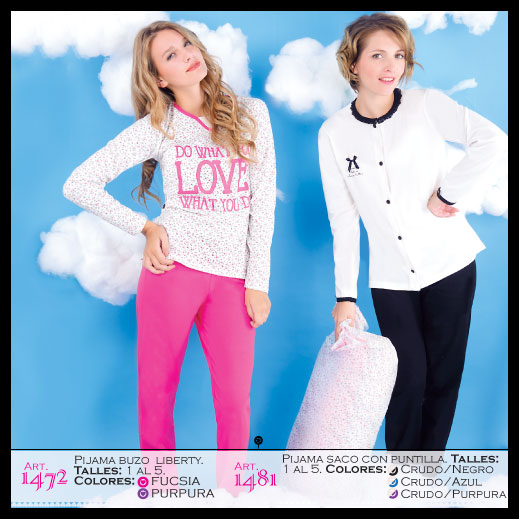 DO WHAT YOU
LOVE
WHAT YOU DO
ART.
1472
PIJAMA BUZO LIBERTY.
TALLES: 1 AL 5.
COLORES: FUCSIA
PURPURA
ART.
1481
PIJAMA SACO CON PUNTILLA. TALLES:
1 AL 5. COLORES: CRUDO/NEGRO
CRUDO/AZUL
CRUDO/PURPURA